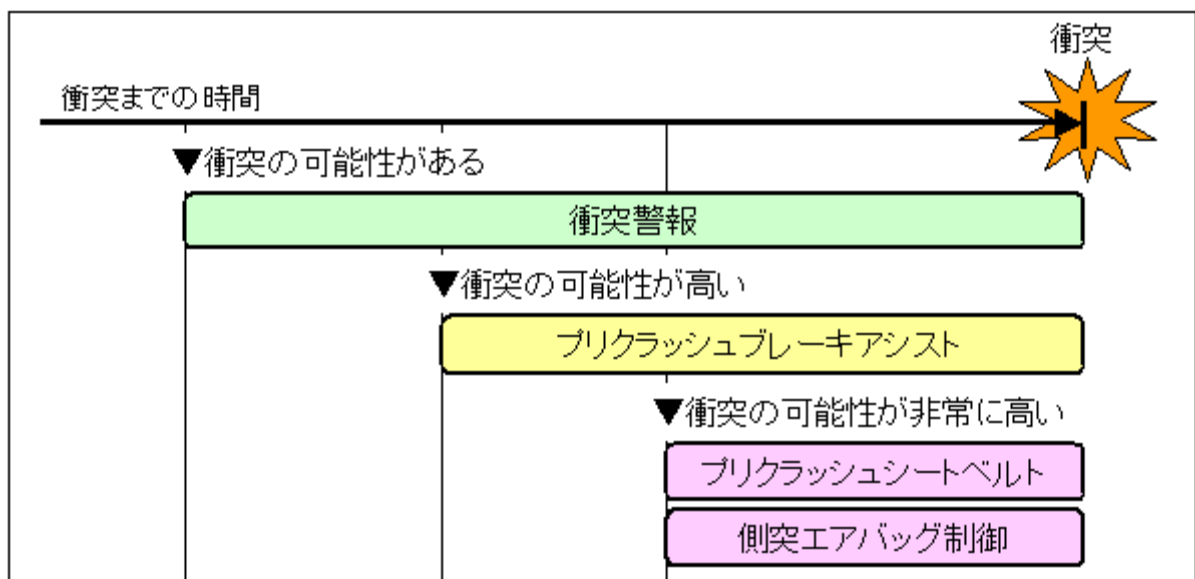 衝突
衝突までの時間
▼衝突の可能性がある
衝突警報
▼衝突の可能性が高い
プリクラッシュブレーキアシスト
▼衝突の可能性が非常に高い
プリクラッシュシートベルト
側突エアバッグ制御